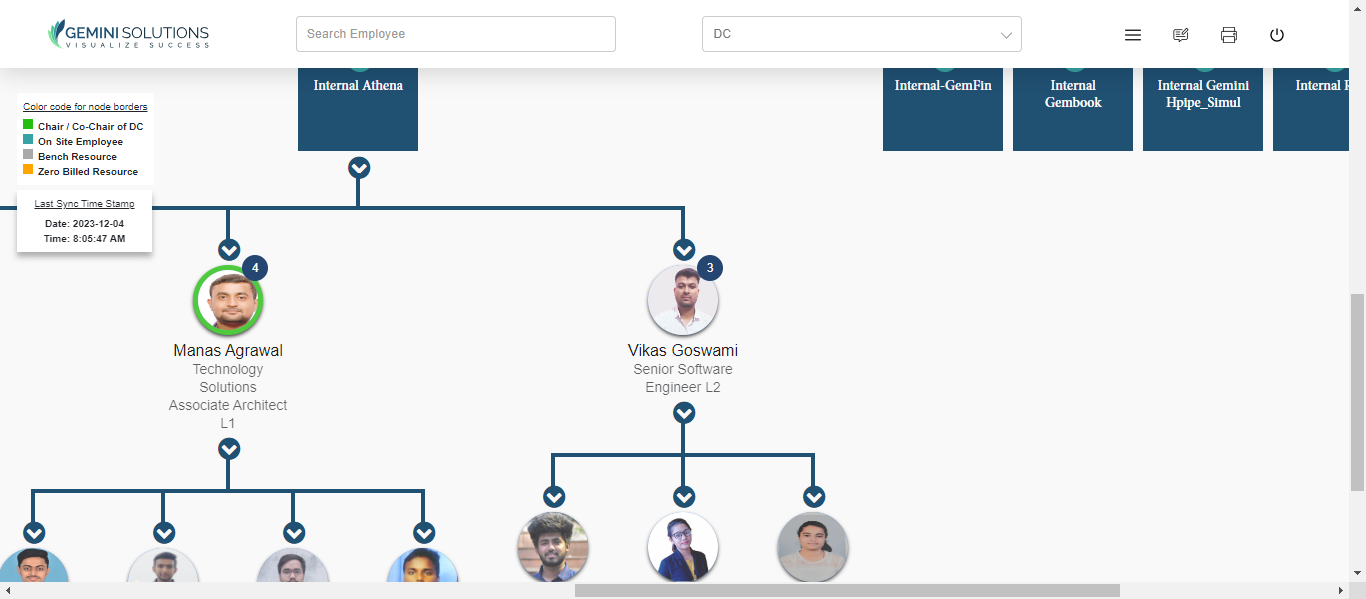 GEMINI SOLUTIONS
VISUALIZE SUCCESS
Search Employee
DC
Internal Athena
Internal-GemFin
Internal
Gembook
Internal Gemini
Hpipe_Simul
Internal
Color code for node borders
Chair / Co-Chair of DC
On Site Employee
Bench Resource
Zero Billed Resource
Last Sync Time Stamp
Date: 2023-12-04
Time: 8:05:47 AM
4
3
Manas Agrawal
Technology
Solutions
Associate Architect
L1
Vikas Goswami
Senior Software
Engineer L2